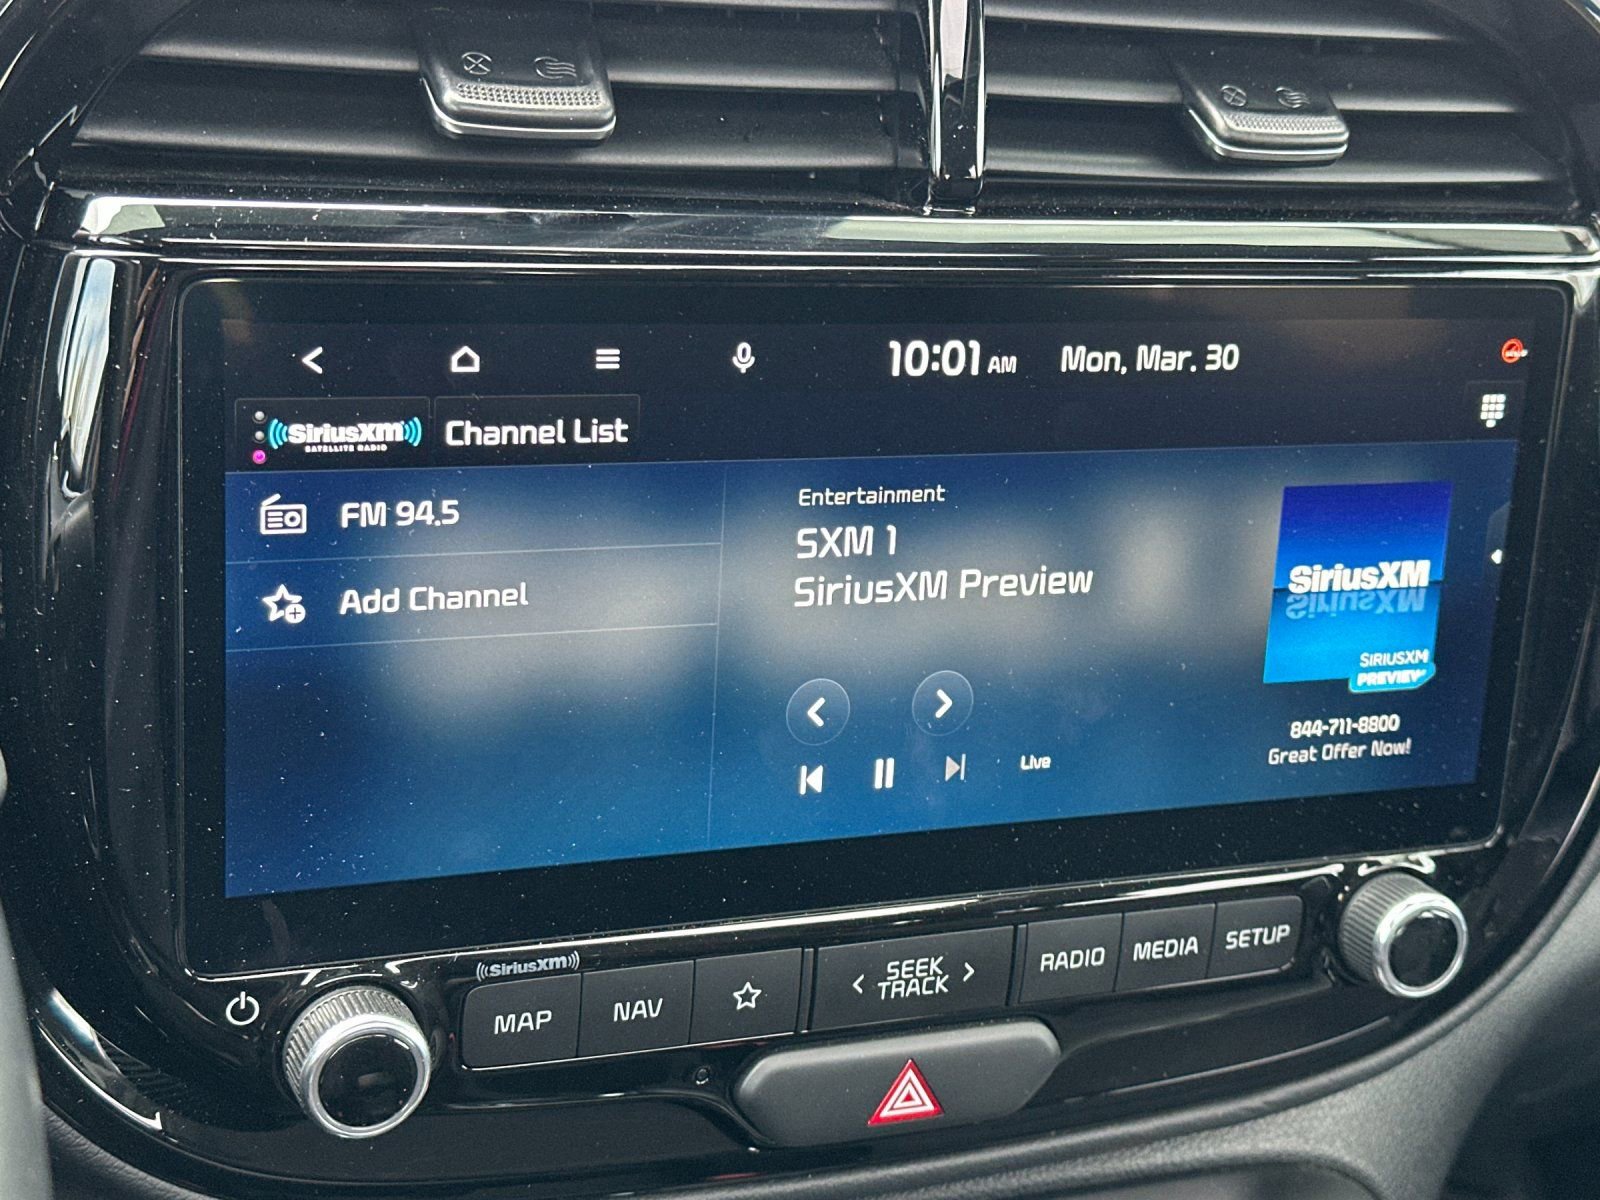 10:01 AM Mon, Mar. 30
SiriusXM Channel List
SATELLITE RADIO
FM 94.5
Add Channel
Entertainment
SXM 1
SiriusXM Preview
Live
SiriusXM
SIRIUSXM
PREVIEW
844-711-8800
Great Offer Now!
SiriusXM
MAP NAV SEEK RADIO MEDIA SETUP
TRACK